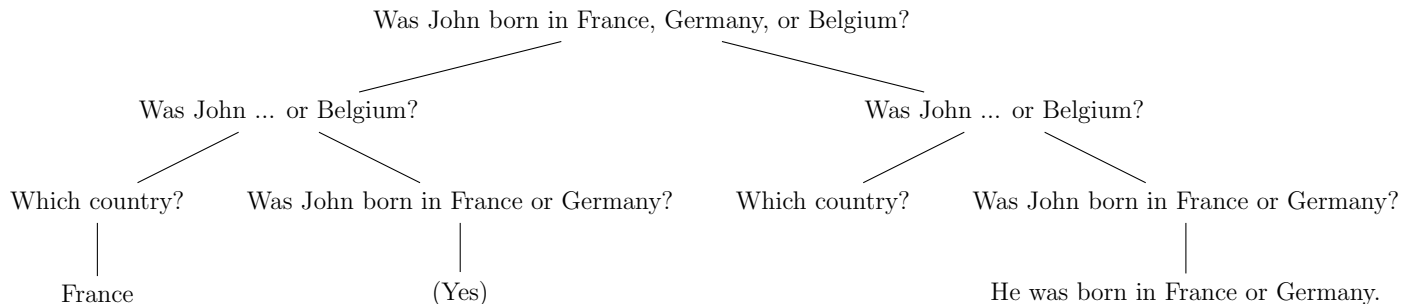 Was John born in France, Germany, or Belgium?
Was John ... or Belgium? Was John ... or Belgium?
Which country? Was John born in France or Germany? Which country? Was John born in France or Germany?
France (Yes) He was born in France or Germany.